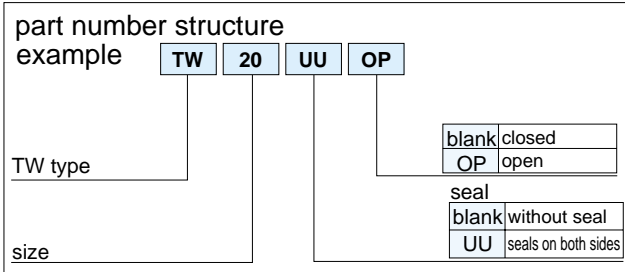 part number structure
example TW 20 UU OP
blank closed
OP open
TW type
seal
blank without seal
UU seals on both sides
size